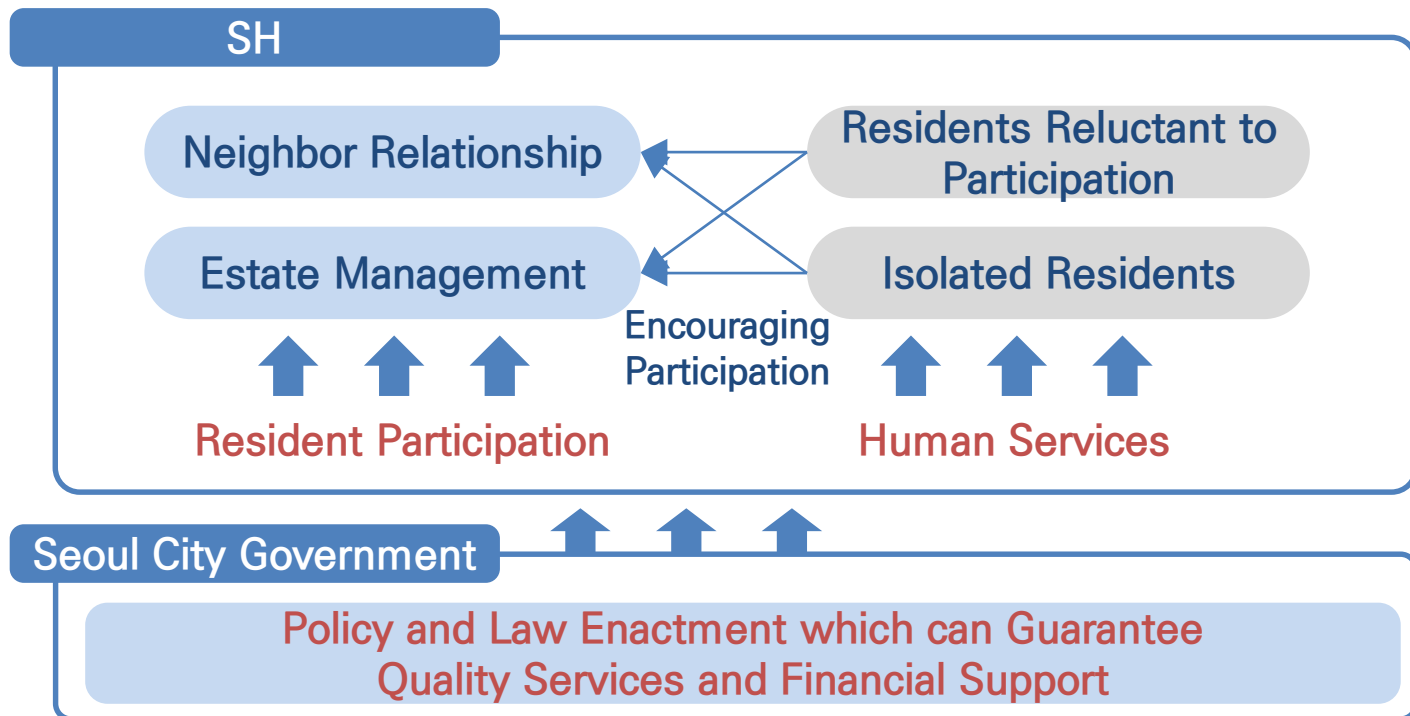 SH
Neighbor Relationship
Residents Reluctant to
Participation
Estate Management
Isolated Residents
Encouraging
Participation
Resident Participation
Human Services
Seoul City Government
Policy and Law Enactment which can Guarantee
Quality Services and Financial Support